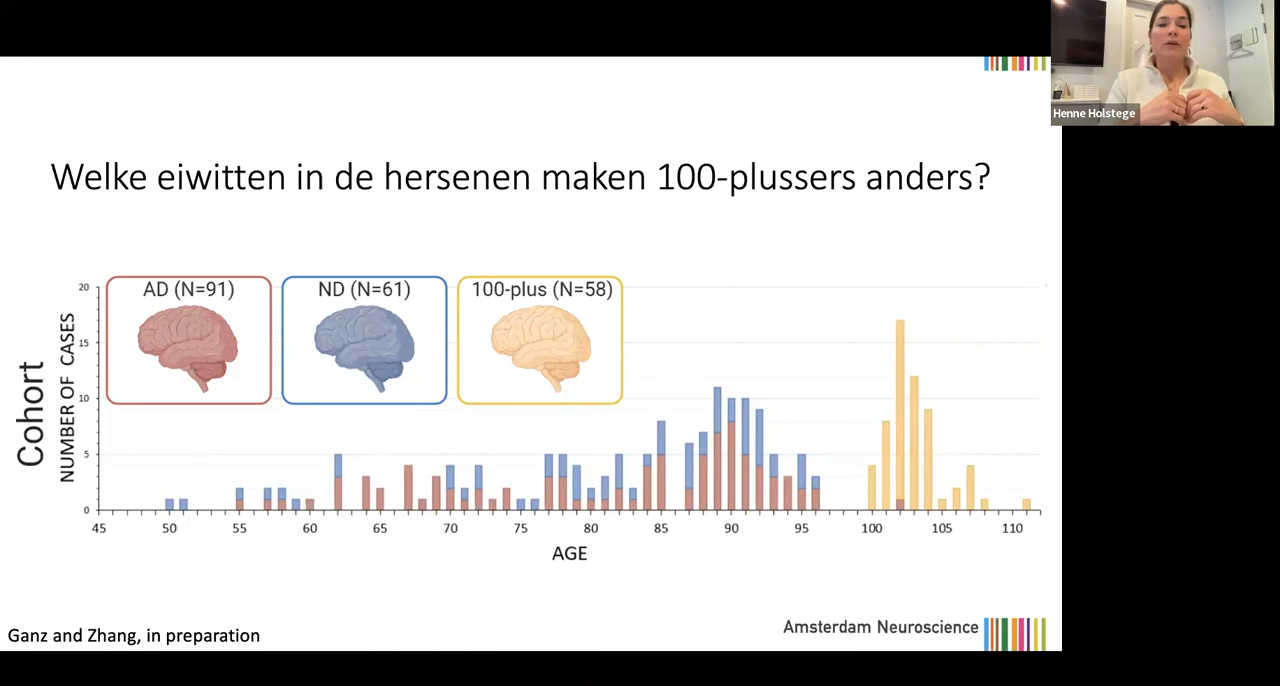 Henne Holstege
Welke eiwitten in de hersenen maken 100-plussers anders?
AD (N=91)
ND (N=61)
100-plus (N=58)
Cohort
NUMBER OF CASES
20
15
10
5
0
45 50 55 60 65 70 75 80 85 90 95 100 105 110
AGE
Ganz and Zhang, in preparation
Amsterdam Neuroscience